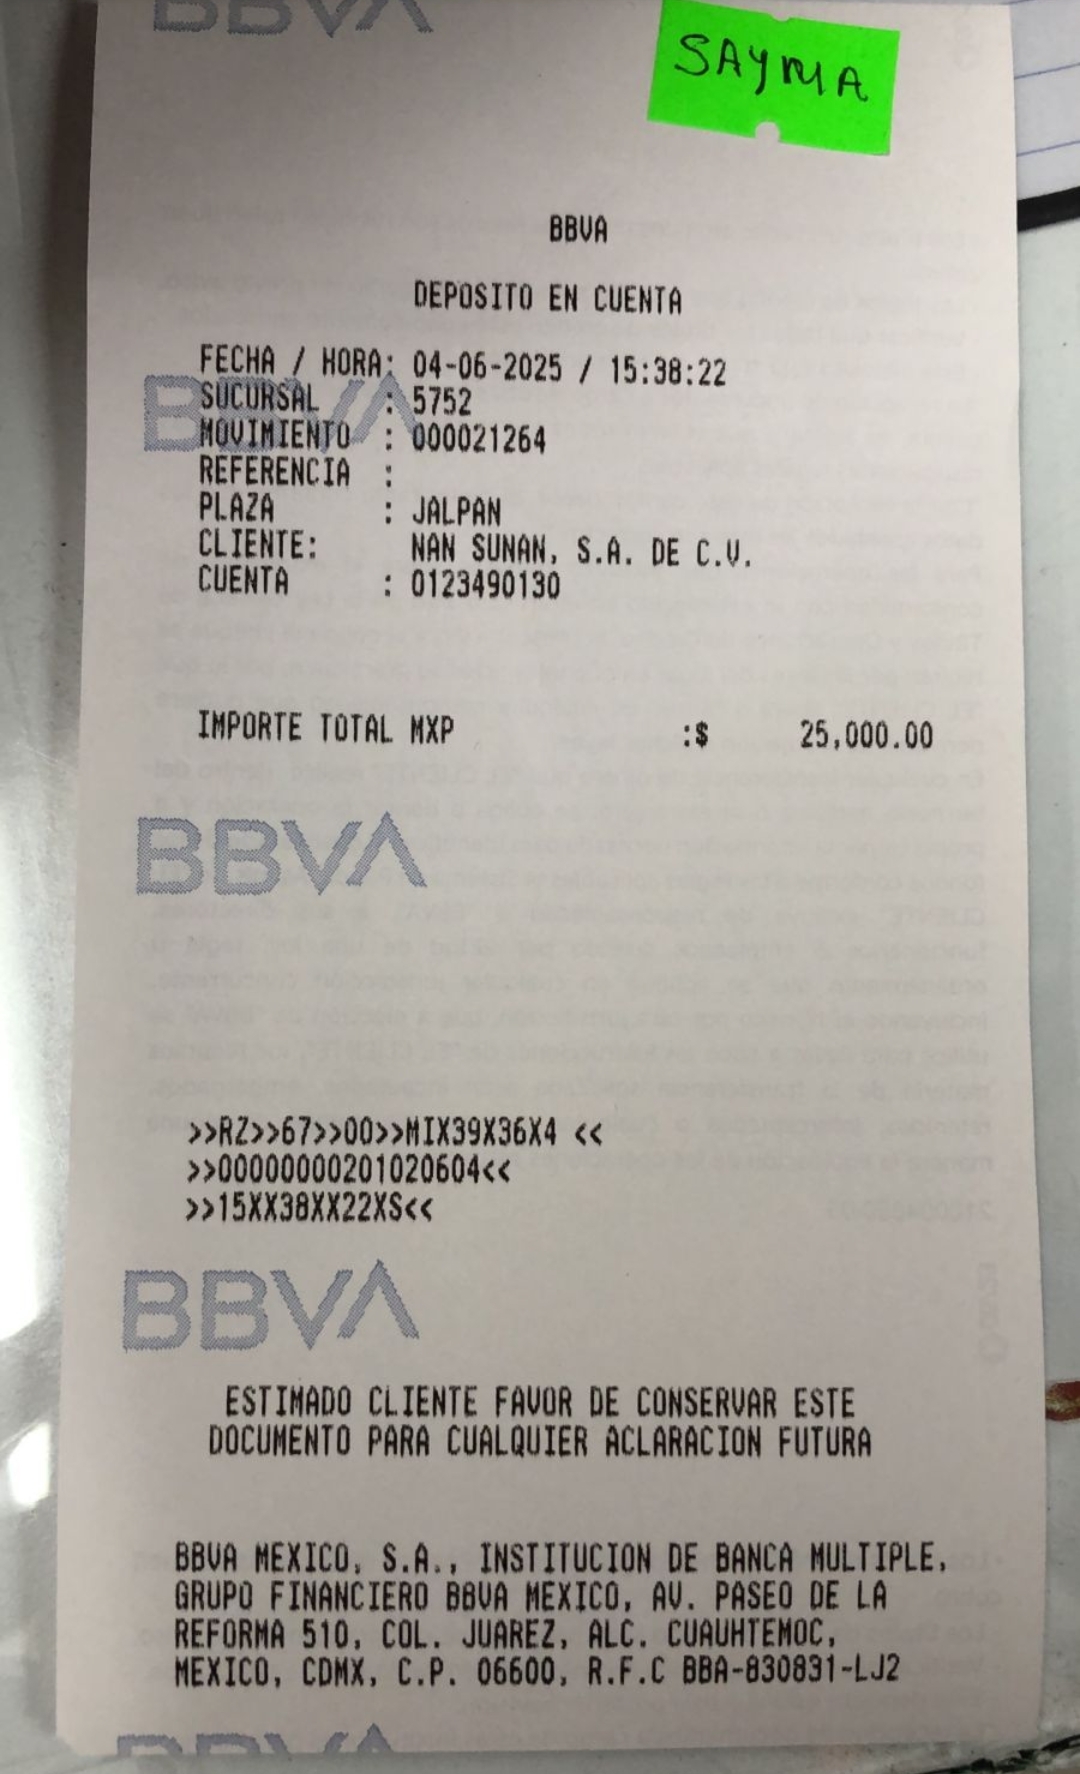 BBVA
SAYMA
BBVA
DEPOSITO EN CUENTA
FECHA / HORA: 04-06-2025 / 15:38:22
BBVA
SUCURSAL : 5752
MOVIMIENTO : 000021264
REFERENCIA :
PLAZA : JALPAN
CLIENTE: NAN SUNAN, S.A. DE C.V.
CUENTA : 0123490130
IMPORTE TOTAL MXP :$ 25,000.00
BBVA
>>RZ>>67>>00>>MIX39X36X4 <<
>>00000000201020604<<
>>15XX38XX22XS<<
BBVA
ESTIMADO CLIENTE FAVOR DE CONSERVAR ESTE
DOCUMENTO PARA CUALQUIER ACLARACION FUTURA
BBVA MEXICO, S.A., INSTITUCION DE BANCA MULTIPLE,
GRUPO FINANCIERO BBVA MEXICO, AV. PASEO DE LA
REFORMA 510, COL. JUAREZ, ALC. CUAUHTEMOC,
MEXICO, CDMX, C.P. 06600, R.F.C BBA-830831-LJ2
BBVA